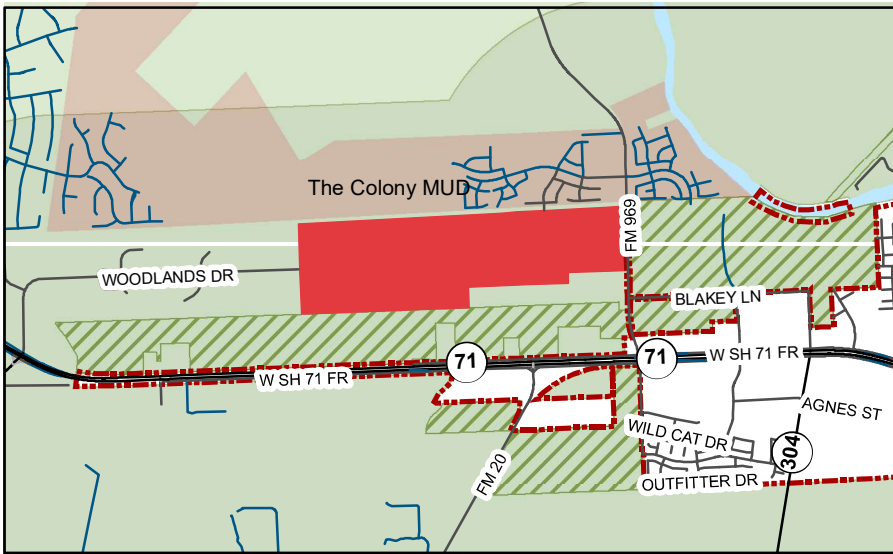 The Colony MUD
FM 969
WOODLANDS DR
BLAKEY LN
71
71
W SH 71 FR
W SH 71 FR
AGNES ST
WILD CAT DR
304
FM 20
OUTFITTER DR